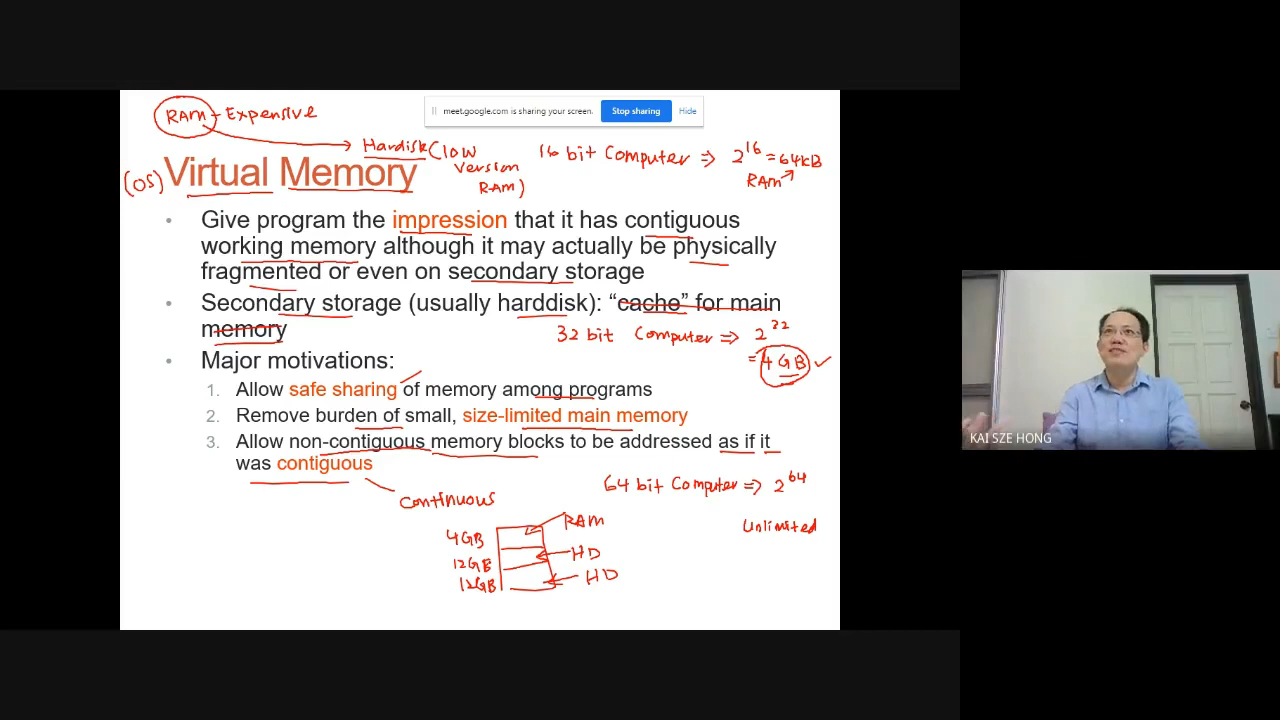 RAM - Expensive
meet.google.com is sharing your screen.
Stop sharing
Hide
Hardisk (low Version RAM)
16 bit Computer => 2^16 = 64kB
RAM
(OS) Virtual Memory
• Give program the impression that it has contiguous
working memory although it may actually be physically
fragmented or even on secondary storage
• Secondary storage (usually harddisk): “cache” for main
memory
32 bit Computer => 2^32
= 4GB
• Major motivations:
1. Allow safe sharing of memory among programs
2. Remove burden of small, size-limited main memory
3. Allow non-contiguous memory blocks to be addressed as if it
was contiguous
Continuous
64 bit Computer => 2^64
Unlimited
4GB RAM
12GB HD
12GB HD
KAI SZE HONG